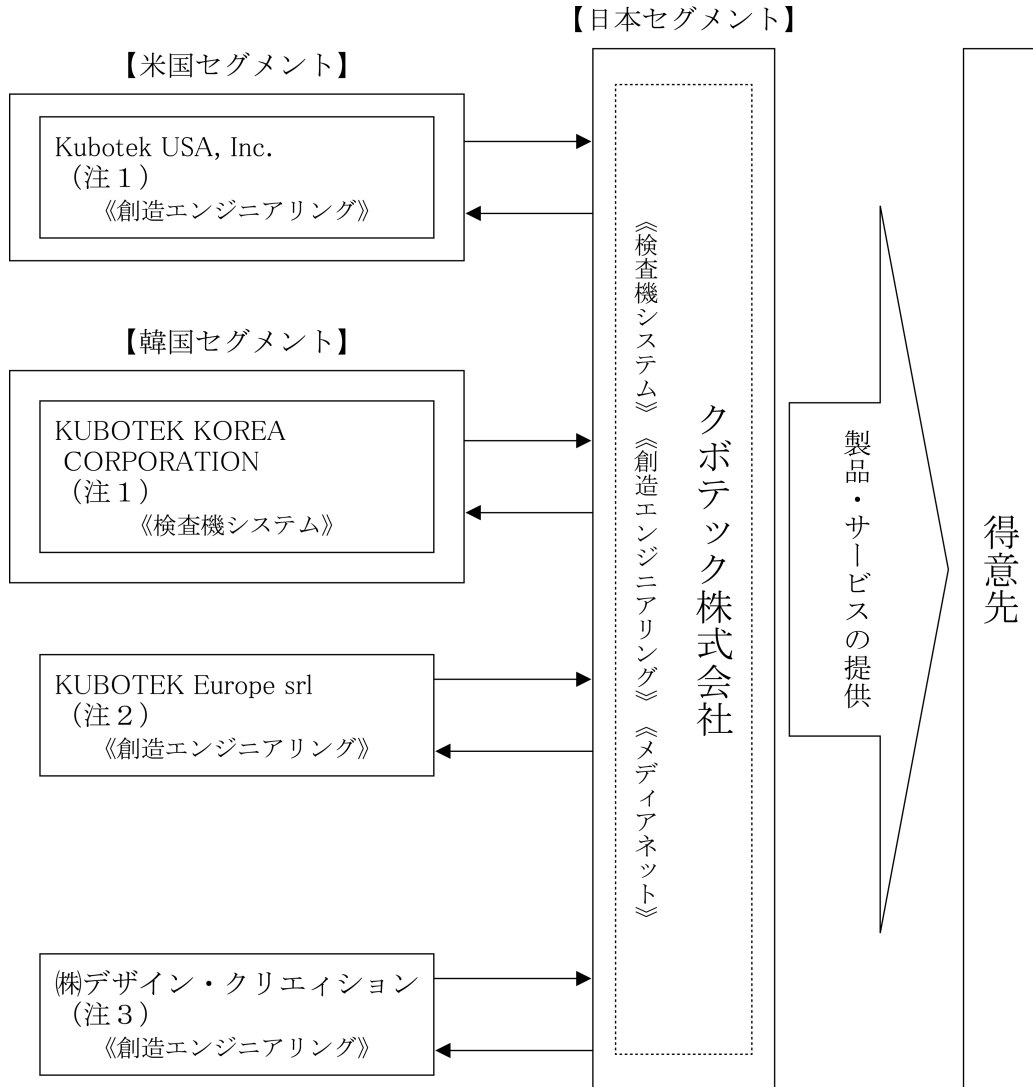 【日本セグメント】
【米国セグメント】
Kubotek USA, Inc.
（注１）
《創造エンジニアリング》
【韓国セグメント】
KUBOTEK KOREA
CORPORATION
（注１）
《検査機システム》
KUBOTEK Europe srl
（注２）
《創造エンジニアリング》
㈱デザイン・クリエィション
（注３）
《創造エンジニアリング》
クボテック株式会社
《検査機システム》《創造エンジニアリング》《メディアネット》
製品・サービスの提供
得意先